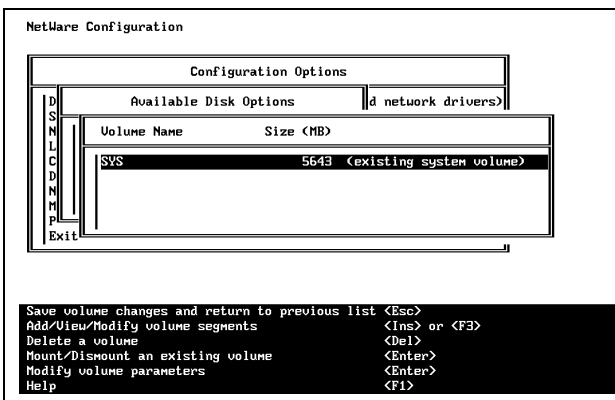 NetWare Configuration
Configuration Options
D
Available Disk Options
d network drivers)
S
N
Volume Name Size (MB)
L
C
SYS 5643 (existing system volume)
D
N
M
P
Exit
Save volume changes and return to previous list <Esc>
Add/View/Modify volume segments <Ins> or <F3>
Delete a volume <Del>
Mount/Dismount an existing volume <Enter>
Modify volume parameters <Enter>
Help <F1>